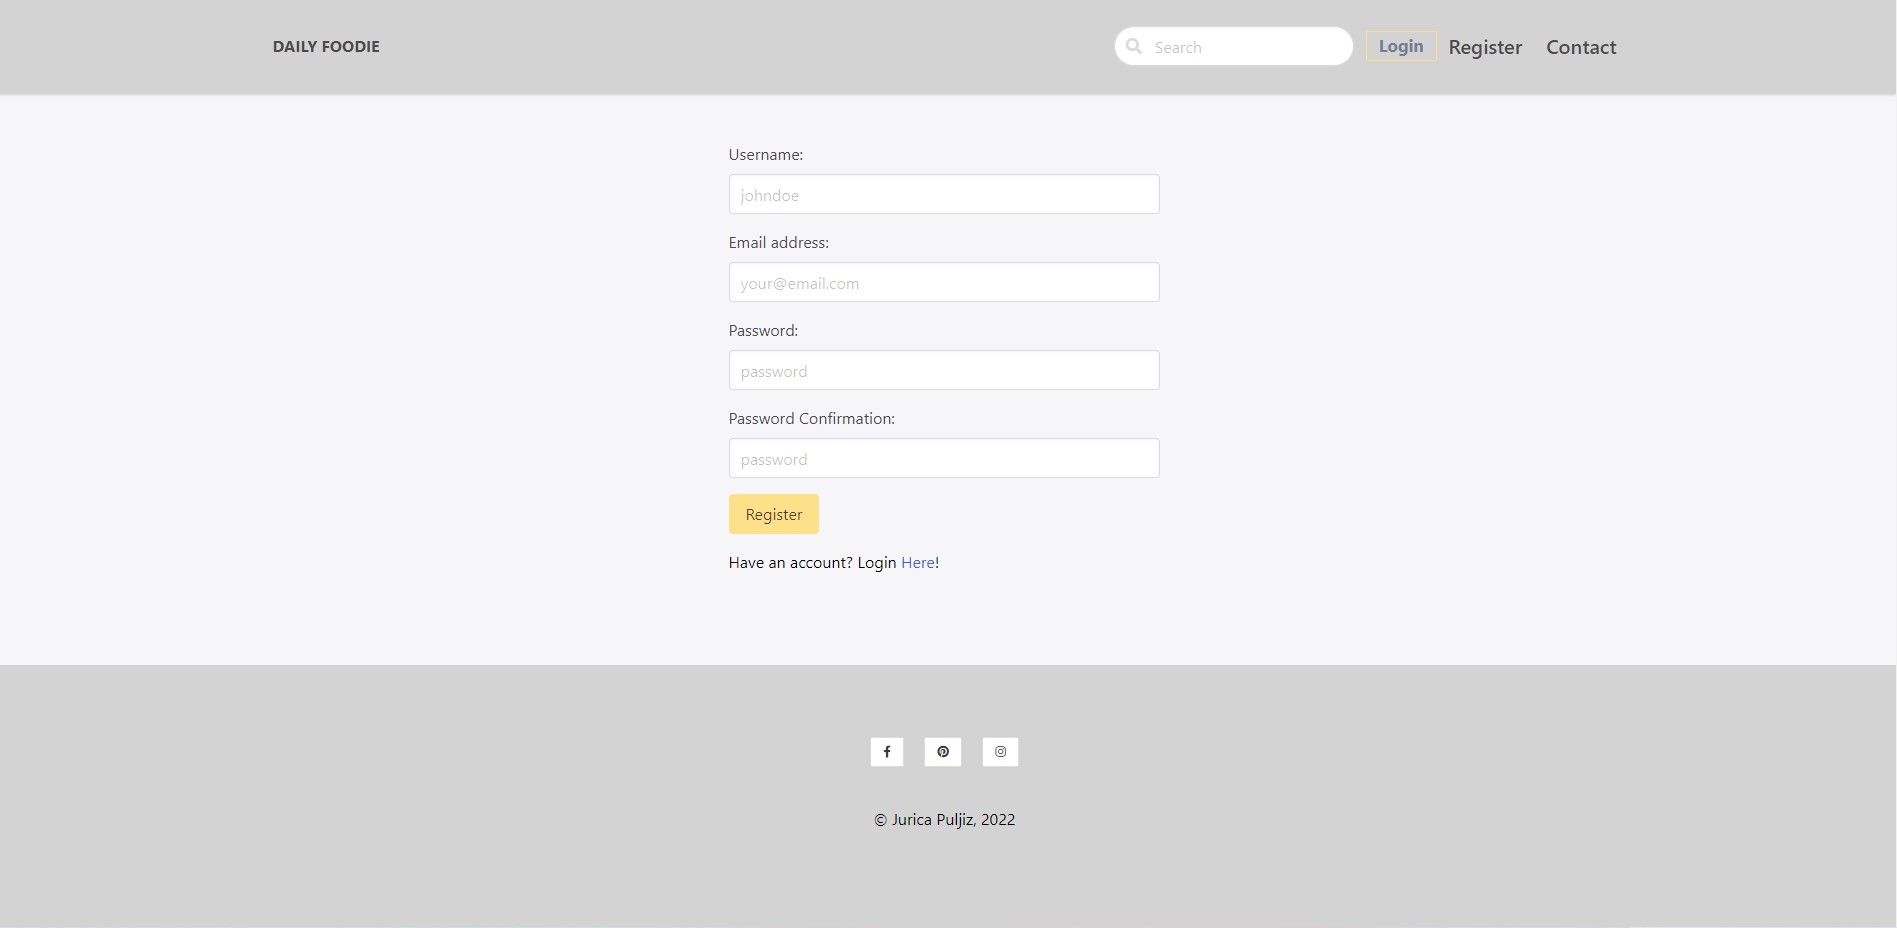 DAILY FOODIE
Search
Login
Register
Contact
Username:
johndoe
Email address:
your@email.com
Password:
password
Password Confirmation:
password
Register
Have an account? Login Here!
© Jurica Puljiz, 2022